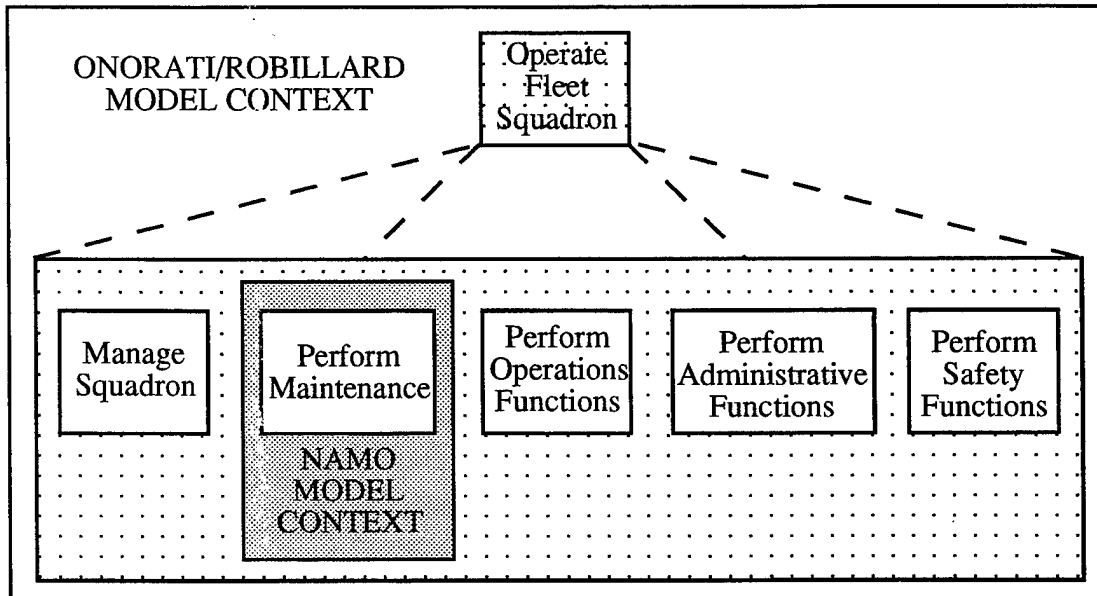 ONORATI/ROBILLARD
MODEL CONTEXT
Operate
Fleet
Squadron
Manage
Squadron
Perform
Maintenance
NAMO
MODEL
CONTEXT
Perform
Operations
Functions
Perform
Administrative
Functions
Perform
Safety
Functions